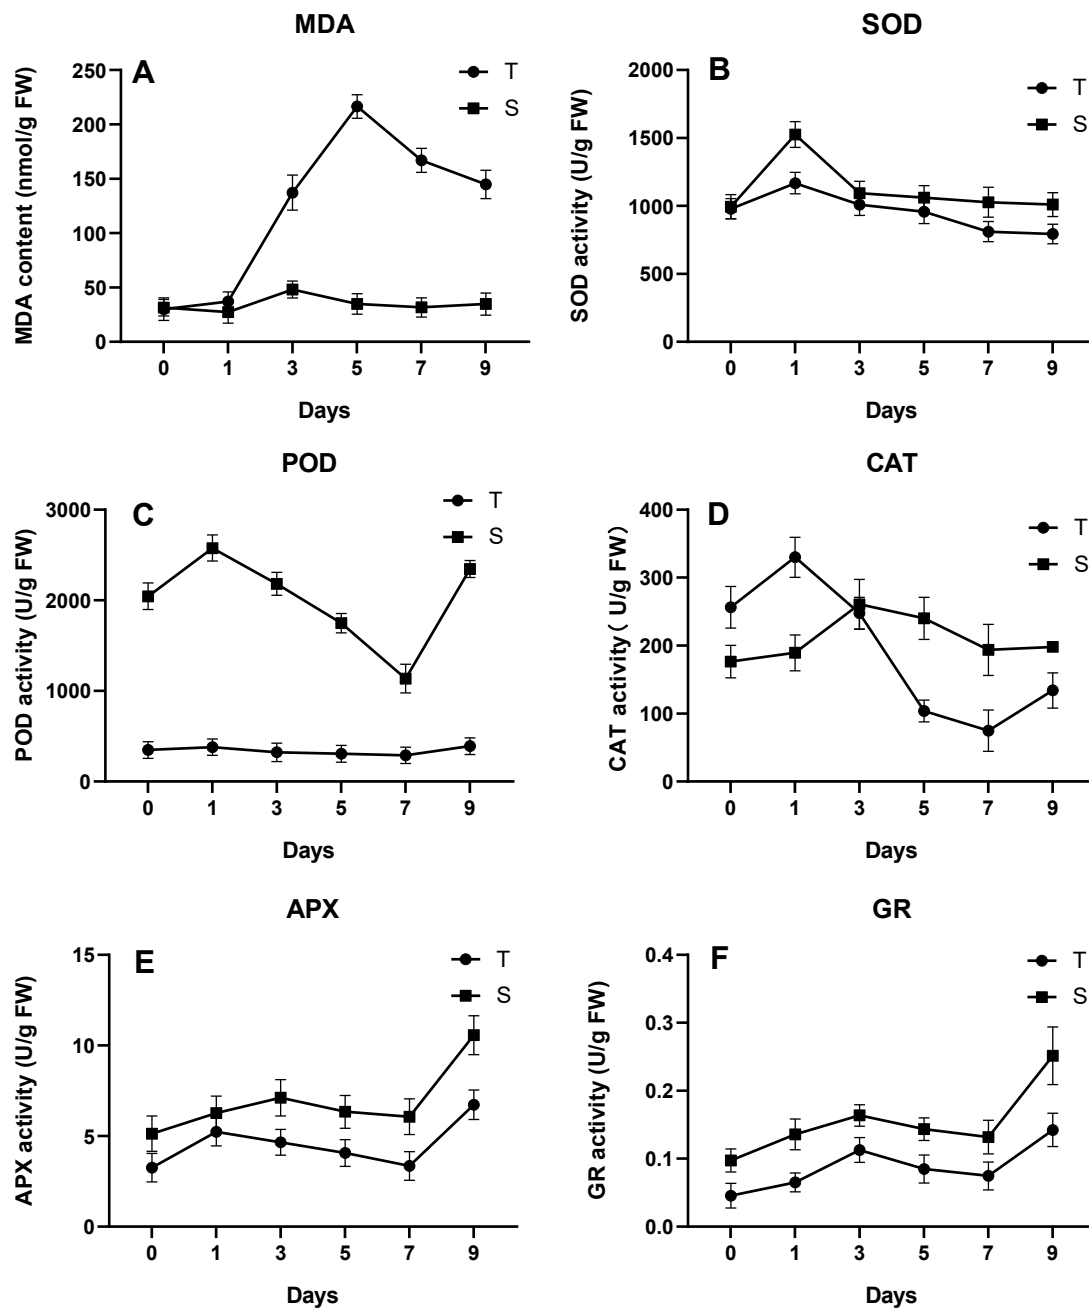 MDA
A
T
S
MDA content (nmol/g FW)
250
200
150
100
50
0
0 1 3 5 7 9
Days
SOD
B
T
S
SOD activity (U/g FW)
2000
1500
1000
500
0
0 1 3 5 7 9
Days
POD
C
T
S
POD activity (U/g FW)
3000
2000
1000
0
0 1 3 5 7 9
Days
CAT
D
T
S
CAT activity（ U/g FW）
400
300
200
100
0
0 1 3 5 7 9
Days
APX
E
T
S
APX activity (U/g FW)
15
10
5
0
0 1 3 5 7 9
Days
GR
F
T
S
GR activity (U/g FW)
0.4
0.3
0.2
0.1
0.0
0 1 3 5 7 9
Days